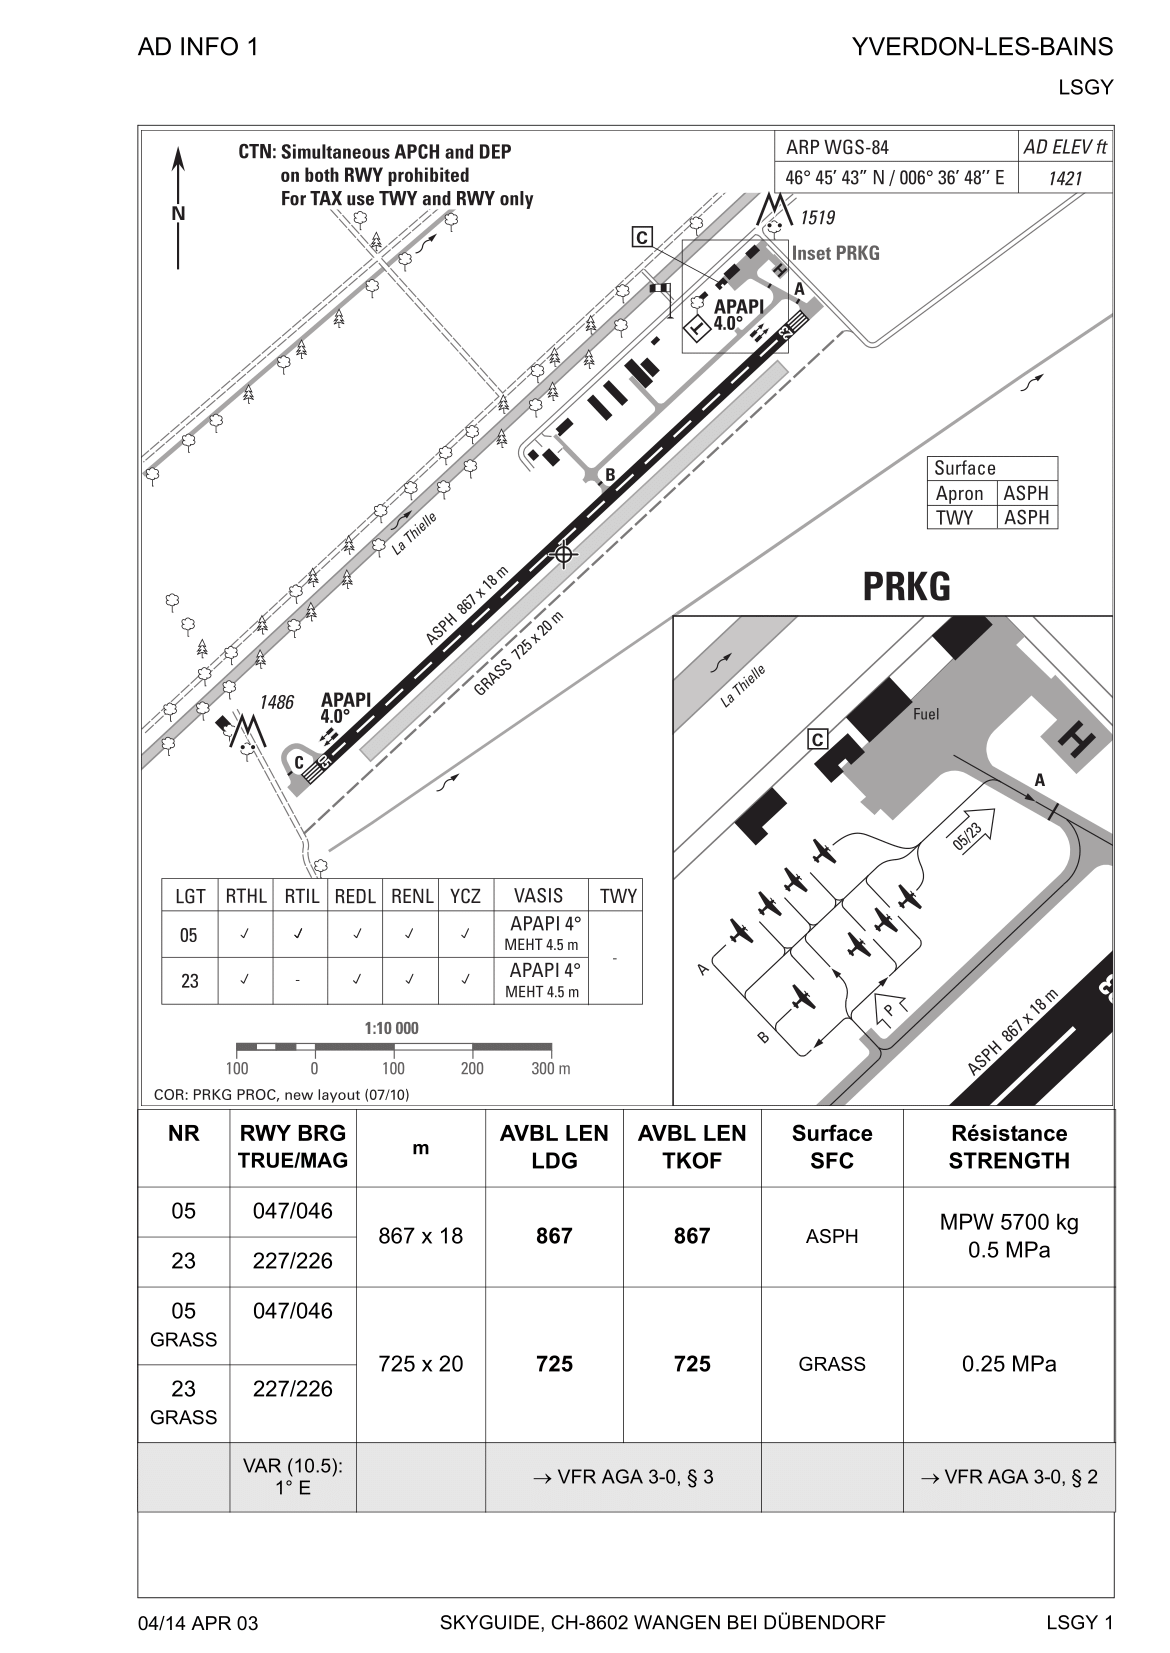 AD INFO 1
YVERDON-LES-BAINS
LSGY
CTN: Simultaneous APCH and DEP
on both RWY prohibited
For TAX use TWY and RWY only
ARP WGS-84
AD ELEV ft
46° 45′ 43″ N / 006° 36′ 48′′ E
1421
N
1519
C
Inset PRKG
H
A
APAPI
4.0°
T
23
B
La Thielle
ASPH 867 x 18 m
GRASS 725 x 20 m
Surface
Apron ASPH
TWY ASPH
1486
APAPI
4.0°
C
05
PRKG
La Thielle
Fuel
C
H
A
05/23
A
B
P
ASPH 867 x 18 m
23
LGT RTHL RTIL REDL RENL YCZ VASIS TWY
05 ✓ ✓ ✓ ✓ ✓ APAPI 4°
MEHT 4.5 m
-
23 ✓ - ✓ ✓ ✓ APAPI 4°
MEHT 4.5 m
1:10 000
100 0 100 200 300 m
COR: PRKG PROC, new layout (07/10)
NR RWY BRG m AVBL LEN AVBL LEN Surface Résistance
TRUE/MAG LDG TKOF SFC STRENGTH
05 047/046
867 x 18 867 867 ASPH MPW 5700 kg
0.5 MPa
23 227/226
05 047/046
GRASS
725 x 20 725 725 GRASS 0.25 MPa
23 227/226
GRASS
VAR (10.5):
1° E
→ VFR AGA 3-0, § 3
→ VFR AGA 3-0, § 2
04/14 APR 03
SKYGUIDE, CH-8602 WANGEN BEI DÜBENDORF
LSGY 1